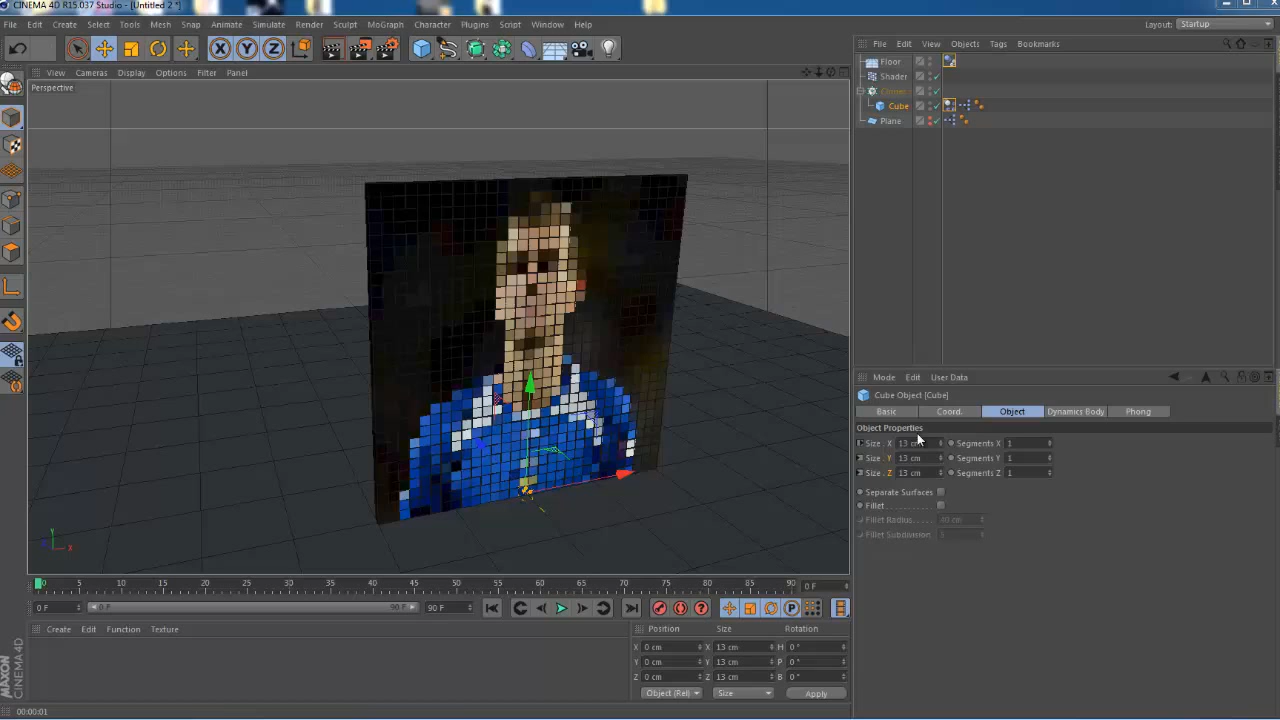 CINEMA 4D R15.037 Studio - [Untitled 2 *]
File Edit Create Select Tools Mesh Snap Animate Simulate Render Sculpt MoGraph Character Plugins Script Window Help
Layout: Startup
View Cameras Display Options Filter Panel
Perspective
File Edit View Objects Tags Bookmarks
Floor
Shader
Cube
Plane
Mode Edit User Data
Cube Object [Cube]
Basic Coord. Object Dynamics Body Phong
Object Properties
Size . X 13 cm Segments X 1
Size . Y 13 cm Segments Y 1
Size . Z 13 cm Segments Z 1
Separate Surfaces
Fillet
Fillet Radius 40 cm
Fillet Subdivision
Y
X
0 5 10 15 20 25 30 35 40 45 50 55 60 65 70 75 80 85 90 0 F
0 F 0 F 90 F 90 F
Create Edit Function Texture
Position Size Rotation
X 0 cm X 13 cm H 0 °
Y 0 cm Y 13 cm P 0 °
Z 0 cm Z 13 cm B 0 °
Object (Rel) Size Apply
MAXON CINEMA 4D
00:00:01